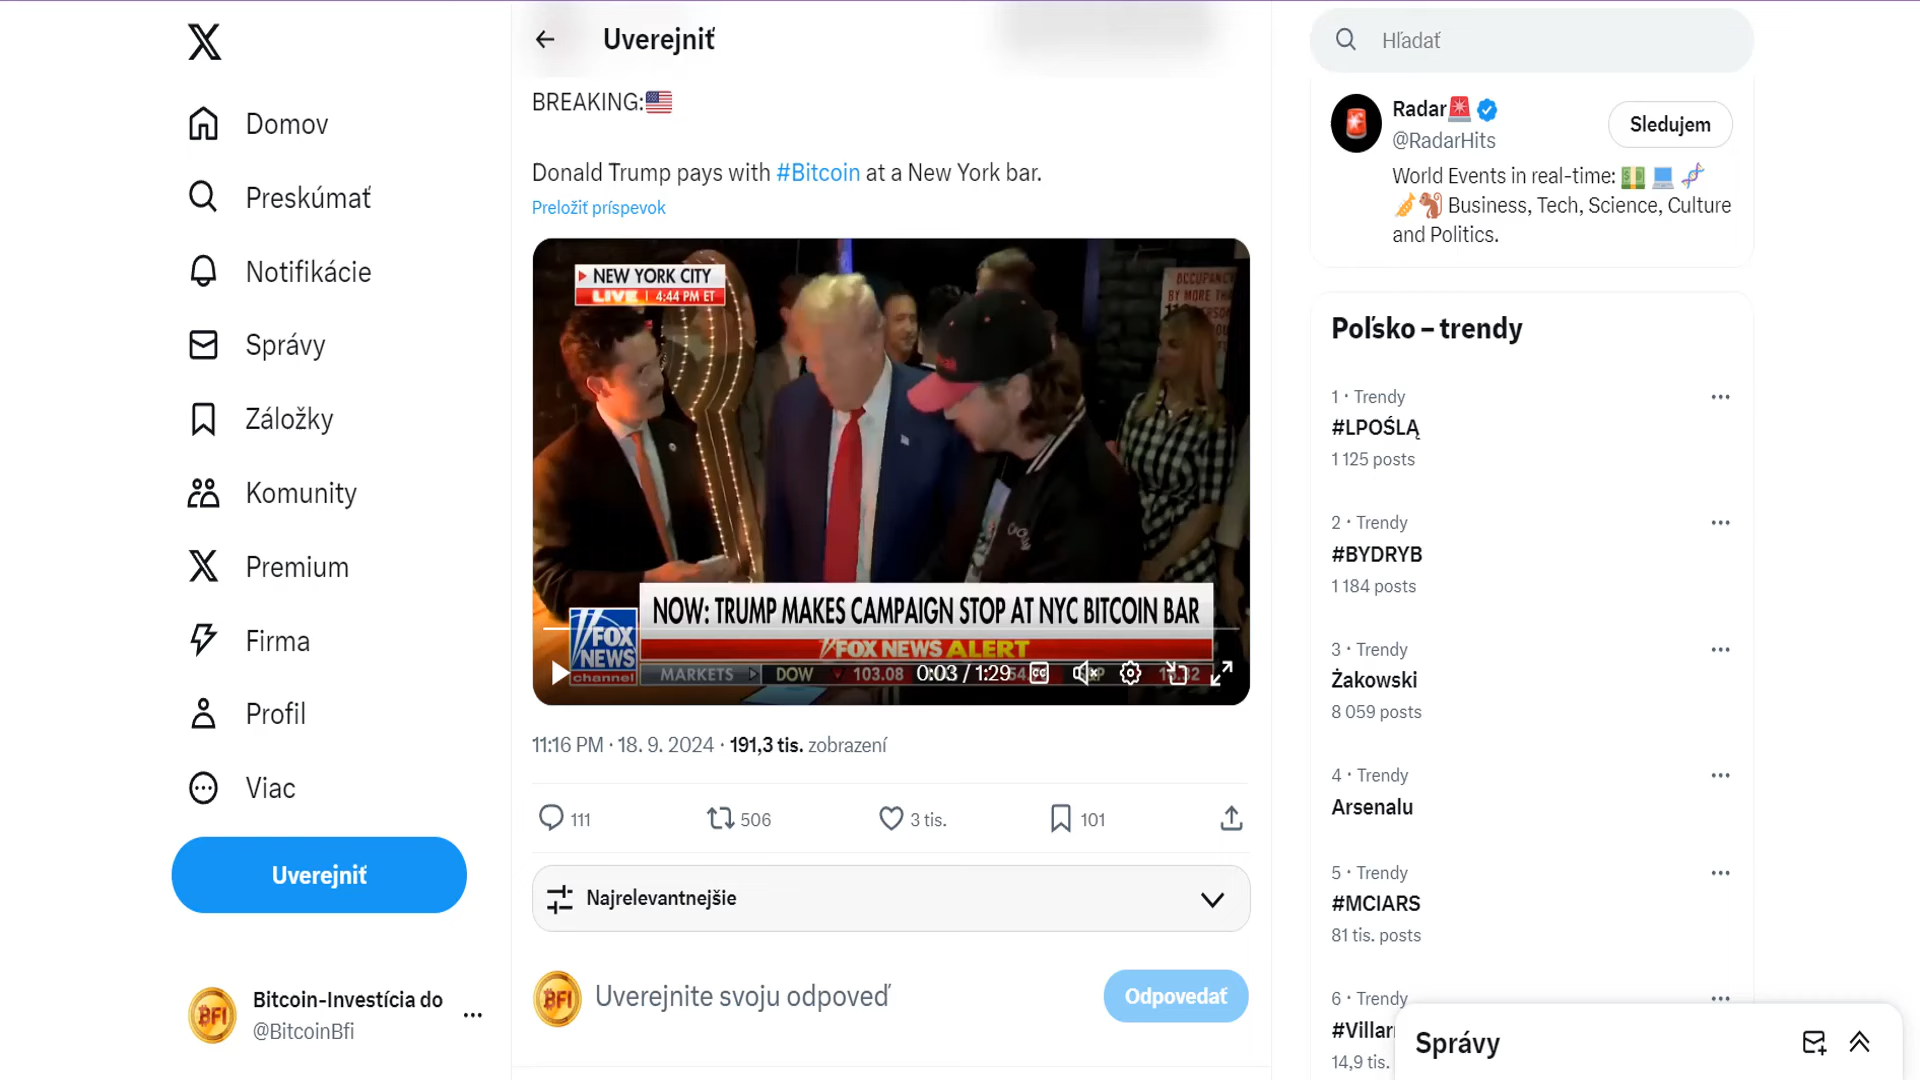 Domov
Preskúmať
Notifikácie
Správy
Záložky
Komunity
Premium
Firma
Profil
Viac
Uverejniť
Bitcoin-Investícia do
@BitcoinBfi
Uverejniť
BREAKING:🇺🇸
Donald Trump pays with #Bitcoin at a New York bar.
Preložiť príspevok
NEW YORK CITY
LIVE | 4:44 PM ET
OCCUPANCY
BY MORE THA
NOW: TRUMP MAKES CAMPAIGN STOP AT NYC BITCOIN BAR
FOX NEWS ALERT
FOX
NEWS
channel
MARKETS DOW 103.08 0:03 / 1:29
11:16 PM · 18. 9. 2024 · 191,3 tis. zobrazení
111 506 3 tis. 101
Najrelevantnejšie
BFI
Uverejnite svoju odpoveď
Odpovedať
Hľadať
Radar🚨
@RadarHits
Sledujem
World Events in real-time: 💵 💻 🧬
🎺🐒 Business, Tech, Science, Culture
and Politics.
Poľsko – trendy
1 · Trendy
#LPOŚLĄ
1 125 posts
2 · Trendy
#BYDRYB
1 184 posts
3 · Trendy
Żakowski
8 059 posts
4 · Trendy
Arsenalu
5 · Trendy
#MCIARS
81 tis. posts
6 · Trendy
14,9 tis.
Správy